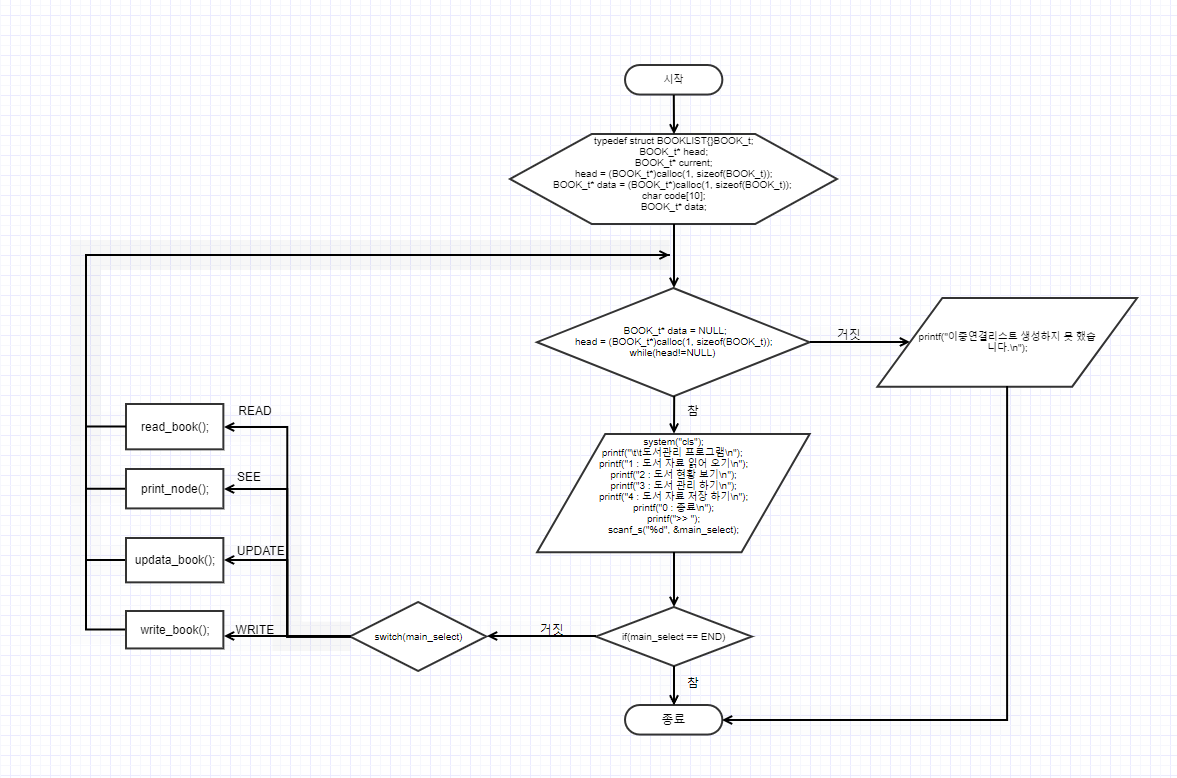 시작
typedef struct BOOKLIST{}BOOK_t;
BOOK_t* head;
BOOK_t* current;
head = (BOOK_t*)calloc(1, sizeof(BOOK_t));
BOOK_t* data = (BOOK_t*)calloc(1, sizeof(BOOK_t));
char code[10];
BOOK_t* data;
BOOK_t* data = NULL;
head = (BOOK_t*)calloc(1, sizeof(BOOK_t));
while(head!=NULL)
거짓
printf("이중연결리스트 생성하지 못 했습
니다.\n");
참
system("cls");
printf("\t\t도서관리 프로그램\n");
printf("1 : 도서 자료 읽어 오기\n");
printf("2 : 도서 현황 보기\n");
printf("3 : 도서 관리 하기\n");
printf("4 : 도서 자료 저장 하기\n");
printf("0 : 종료\n");
printf(">> ");
scanf_s("%d", &main_select);
READ
read_book();
SEE
print_node();
UPDATE
updata_book();
WRITE
write_book();
switch(main_select)
거짓
if(main_select == END)
참
종료